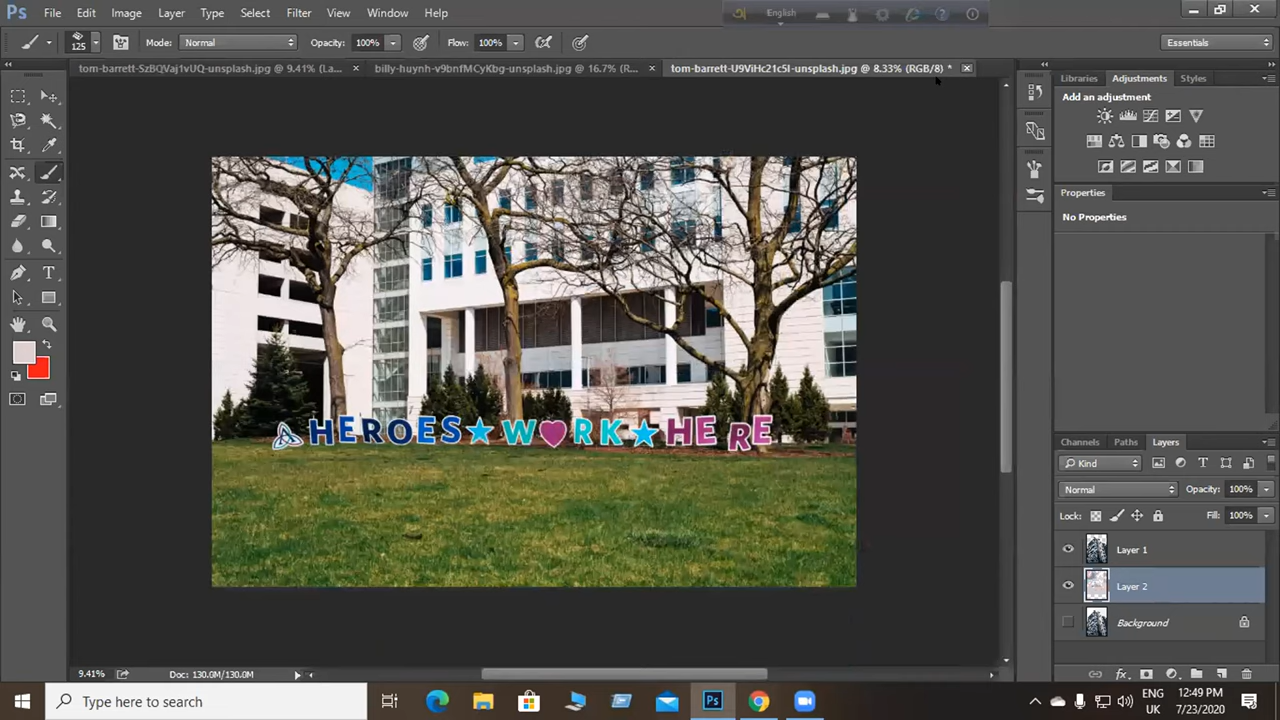 Ps File Edit Image Layer Type Select Filter View Window Help
English
125 Mode: Normal Opacity: 100% Flow: 100% Essentials
tom-barrett-SzBQVaj1vUQ-unsplash.jpg @ 9.41% (La...
billy-huynh-v9bnfMCyKbg-unsplash.jpg @ 16.7% (R...
tom-barrett-U9ViHc21c5I-unsplash.jpg @ 8.33% (RGB/8) *
Libraries Adjustments Styles
Add an adjustment
Properties
No Properties
HEROES WORK HERE
Channels Paths Layers
Kind
Normal Opacity: 100%
Lock: Fill: 100%
Layer 1
Layer 2
Background
9.41% Doc: 130.0M/130.0M
Type here to search
ENG
UK
12:49 PM
7/23/2020